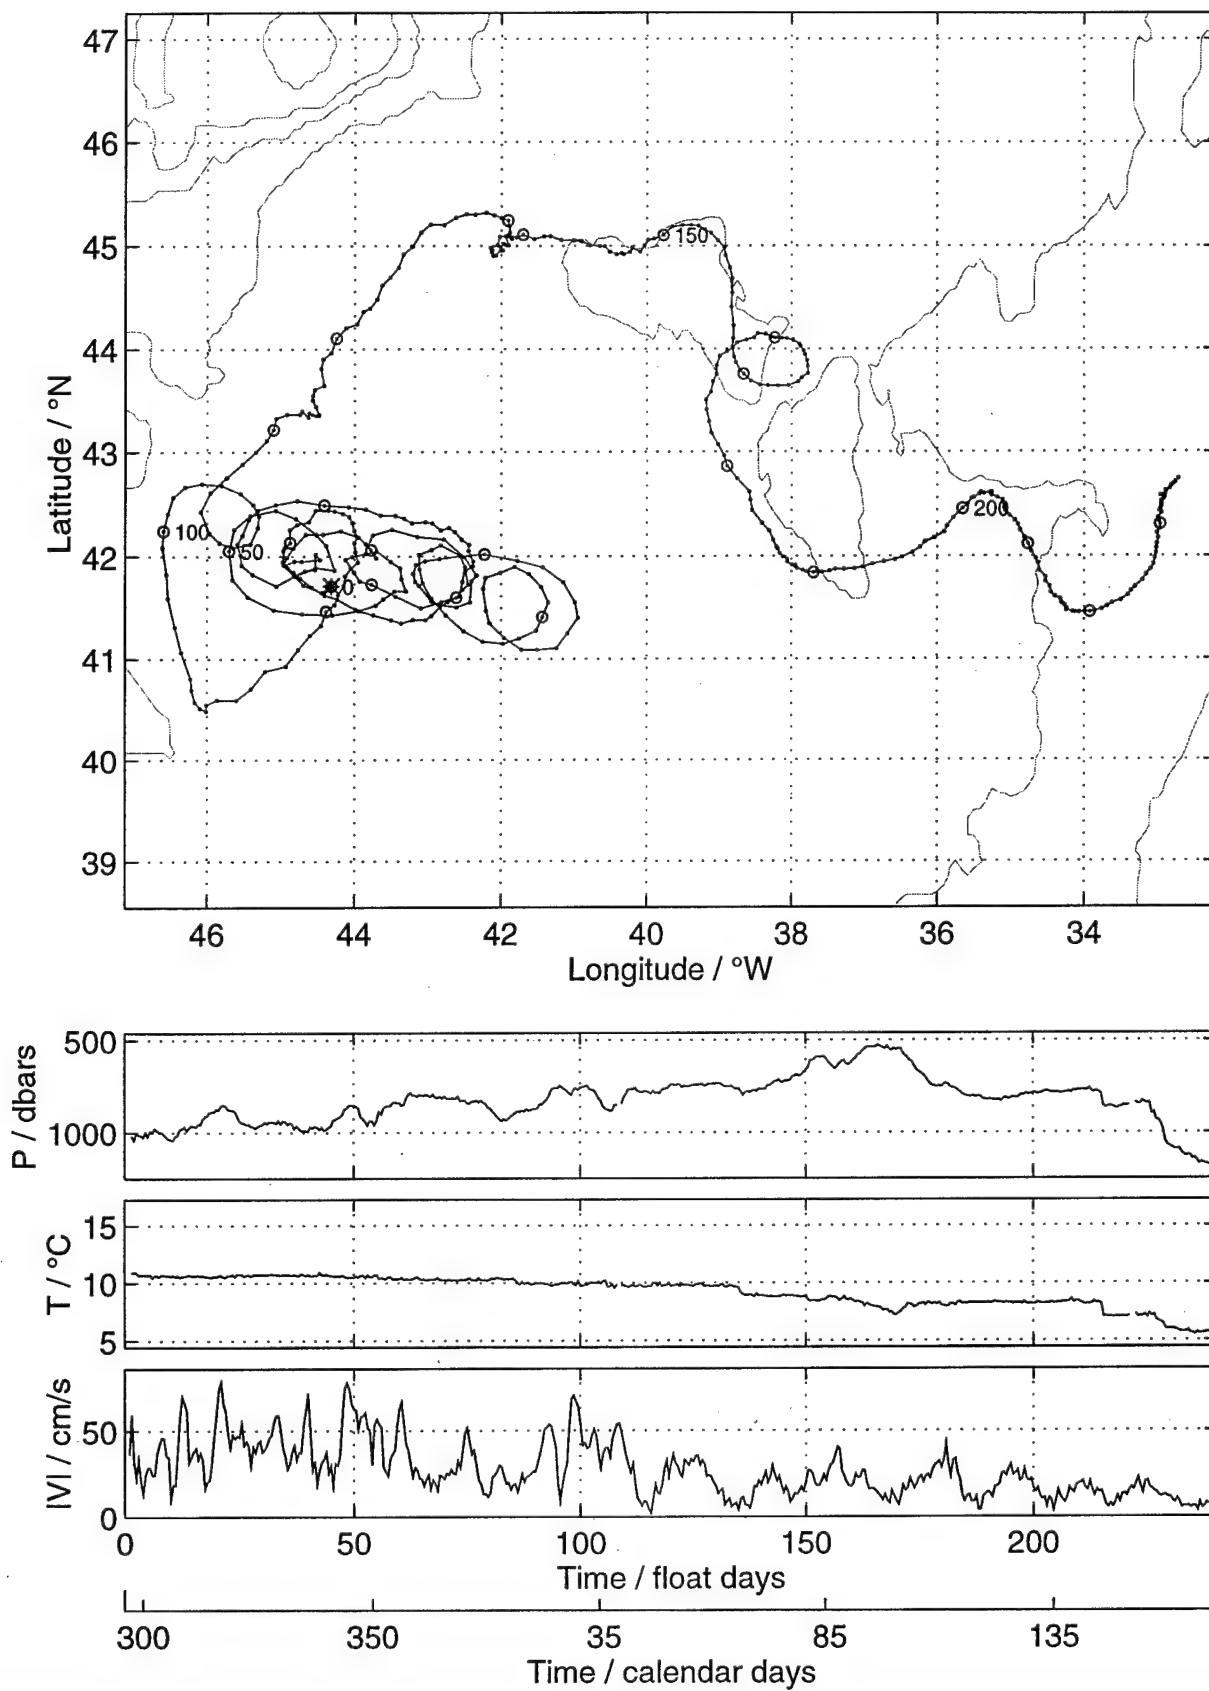 47
46
45
44
43
42
41
40
39
Latitude / °N
150
100
50
0
200
46 44 42 40 38 36 34
Longitude / °W
500
1000
P / dbars
15
10
5
T / °C
50
0
|V| / cm/s
0 50 100 150 200
Time / float days
300 350 35 85 135
Time / calendar days